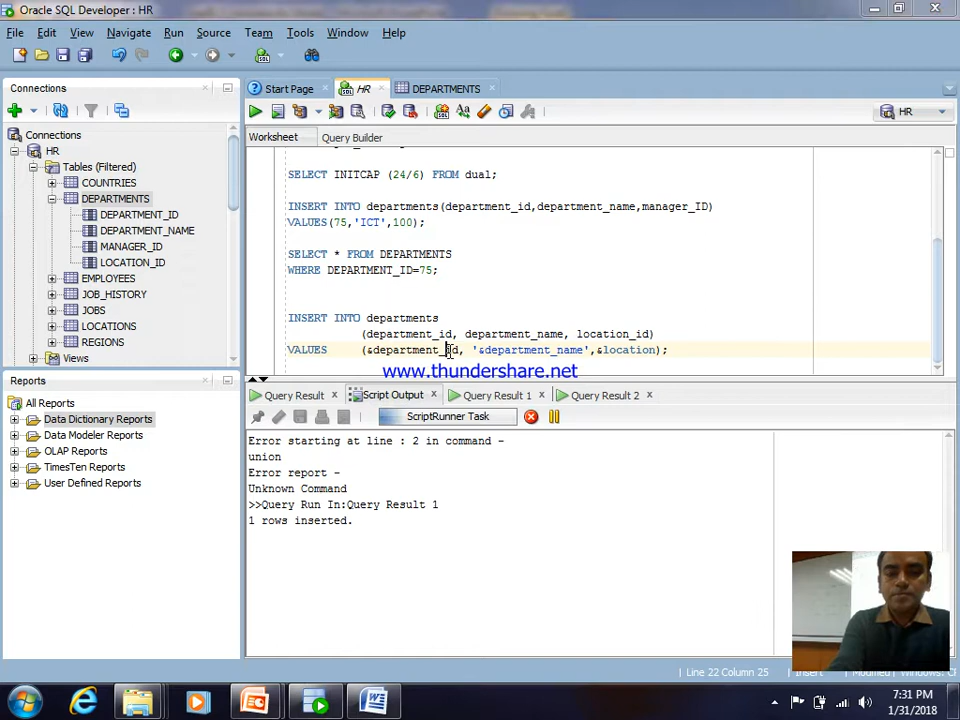 Oracle SQL Developer : HR
File Edit View Navigate Run Source Team Tools Window Help
Connections
Start Page
HR
DEPARTMENTS
HR
Worksheet
Query Builder
Connections
HR
Tables (Filtered)
COUNTRIES
DEPARTMENTS
DEPARTMENT_ID
DEPARTMENT_NAME
MANAGER_ID
LOCATION_ID
EMPLOYEES
JOB_HISTORY
JOBS
LOCATIONS
REGIONS
Views
SELECT INITCAP (24/6) FROM dual;
INSERT INTO departments(department_id,department_name,manager_ID)
VALUES(75,'ICT',100);
SELECT * FROM DEPARTMENTS
WHERE DEPARTMENT_ID=75;
INSERT INTO departments
(department_id, department_name, location_id)
VALUES (&department_id, '&department_name',&location);
www.thundershare.net
Reports
All Reports
Data Dictionary Reports
Data Modeler Reports
OLAP Reports
TimesTen Reports
User Defined Reports
Query Result
Script Output
Query Result 1
Query Result 2
ScriptRunner Task
Error starting at line : 2 in command -
union
Error report -
Unknown Command
>>Query Run In:Query Result 1
1 rows inserted.
Line 22 Column 25
7:31 PM
1/31/2018